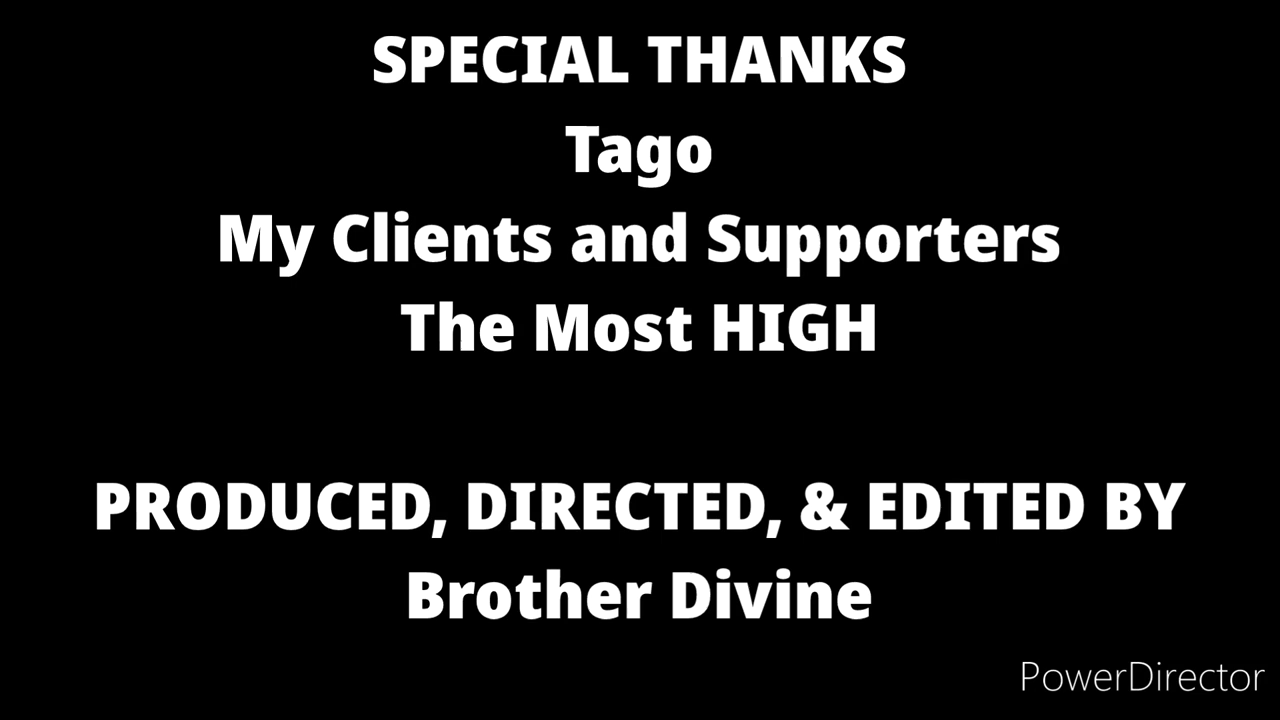 SPECIAL THANKS
Tago
My Clients and Supporters
The Most HIGH
PRODUCED, DIRECTED, & EDITED BY
Brother Divine
PowerDirector